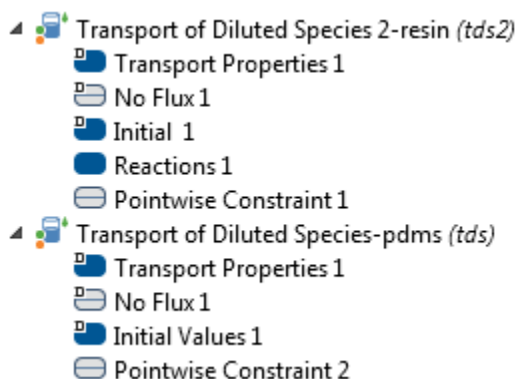 Transport of Diluted Species 2-resin (tds2)
D Transport Properties 1
D No Flux 1
D Initial 1
Reactions 1
Pointwise Constraint 1
Transport of Diluted Species-pdms (tds)
D Transport Properties 1
D No Flux 1
D Initial Values 1
Pointwise Constraint 2